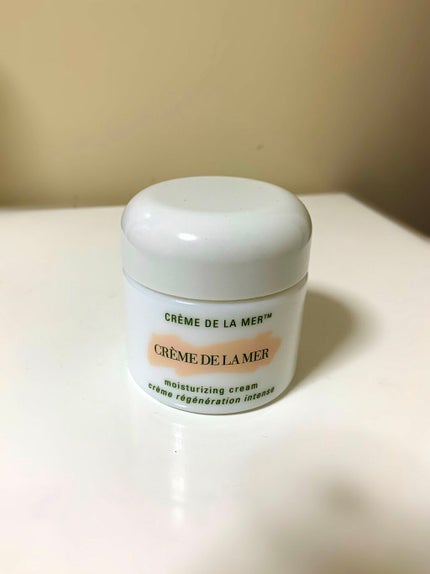 CRÈME DE LA MER™
CRÈME DE LA MER
moisturizing cream
crème régénération intense